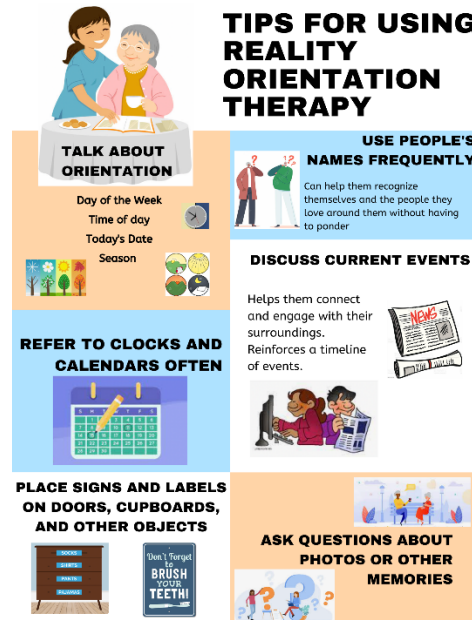 TIPS FOR USING
REALITY
ORIENTATION
THERAPY
TALK ABOUT
ORIENTATION
Day of the Week
Time of day
Today's Date
Season
USE PEOPLE'S
NAMES FREQUENTLY
Can help them recognize
themselves and the people they
love around them without having
to ponder
DISCUSS CURRENT EVENTS
Helps them connect
and engage with their
surroundings.
Reinforces a timeline
of events.
NEWS
REFER TO CLOCKS AND
CALENDARS OFTEN
PLACE SIGNS AND LABELS
ON DOORS, CUPBOARDS,
AND OTHER OBJECTS
SOCKS
SHIRTS
PANTS
PAJAMAS
Don't Forget
to
BRUSH
YOUR
TEETH!
ASK QUESTIONS ABOUT
PHOTOS OR OTHER
MEMORIES